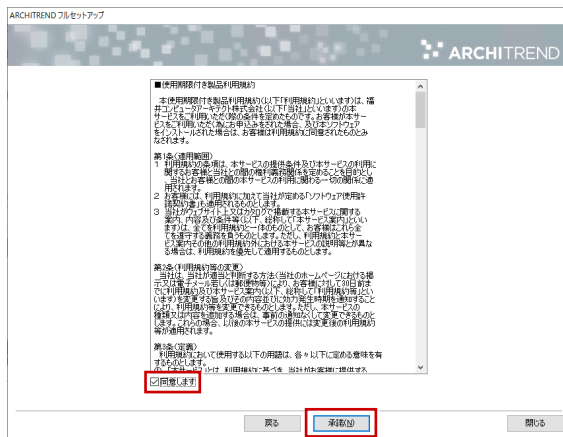 ARCHITREND フルセットアップ
ARCHITREND
■使用期限付き製品利用規約
本使用期限付き製品利用規約(以下「利用規約」といいます)は、福
井コンピュータアーキテクト株式会社(以下「当社」といいます)の本
サービスをご利用いただく際の条件を定めたものです。お客様が本サー
ビスをご利用いただく為にお申込みをされた場合、及び本ソフトウェア
をインストールされた場合は、お客様は利用規約に同意されたものとみ
なされます。
第1条(適用範囲)
1 利用規約の条項は、本サービスの提供条件及び本サービスの利用に
関するお客様と当社との間の権利義務関係を定めることを目的とし
、当社とお客様との間の本サービスの利用に関わる一切の関係に適
用されます。
2 お客様には、利用規約に加えて当社が定める「ソフトウェア使用許
諾契約書」も適用されるものとします。
3 当社がウェブサイト上又はカタログで掲載する本サービスに関する
案内、内容及び条件等(以下、総称して「本サービス案内」といい
ます)は、全てを利用規約と一体のものとして、お客様はこれら全
てを遵守する義務を負うものとします。ただし、利用規約と本サー
ビス案内その他の利用規約外における本サービスの説明等とが異な
る場合は、利用規約を優先して適用するものとします。
第2条(利用規約等の変更)
当社は、当社が適当と判断する方法(当社のホームページにおける掲
示又は電子メール若しくは郵便物等)により、お客様に対して30日前ま
でに利用規約及び本サービス案内(以下、総称して「利用規約等」とい
います)を変更する旨及びその内容並びに効力発生時期を通知すること
により、利用規約等を変更できるものとします。ただし、本サービスの
種類又は内容を追加する場合は、事前の通知なくして変更できるものと
します。これらの場合、以後の本サービスの提供には変更後の利用規約
等が適用されます。
第3条(定義)
利用規約において使用する以下の用語は、各々以下に定める意味を有
するものとします。
① 「本サービス」とは、利用規約に基づき、当社がお客様に提供する
同意します
戻る
承諾(N)
閉じる